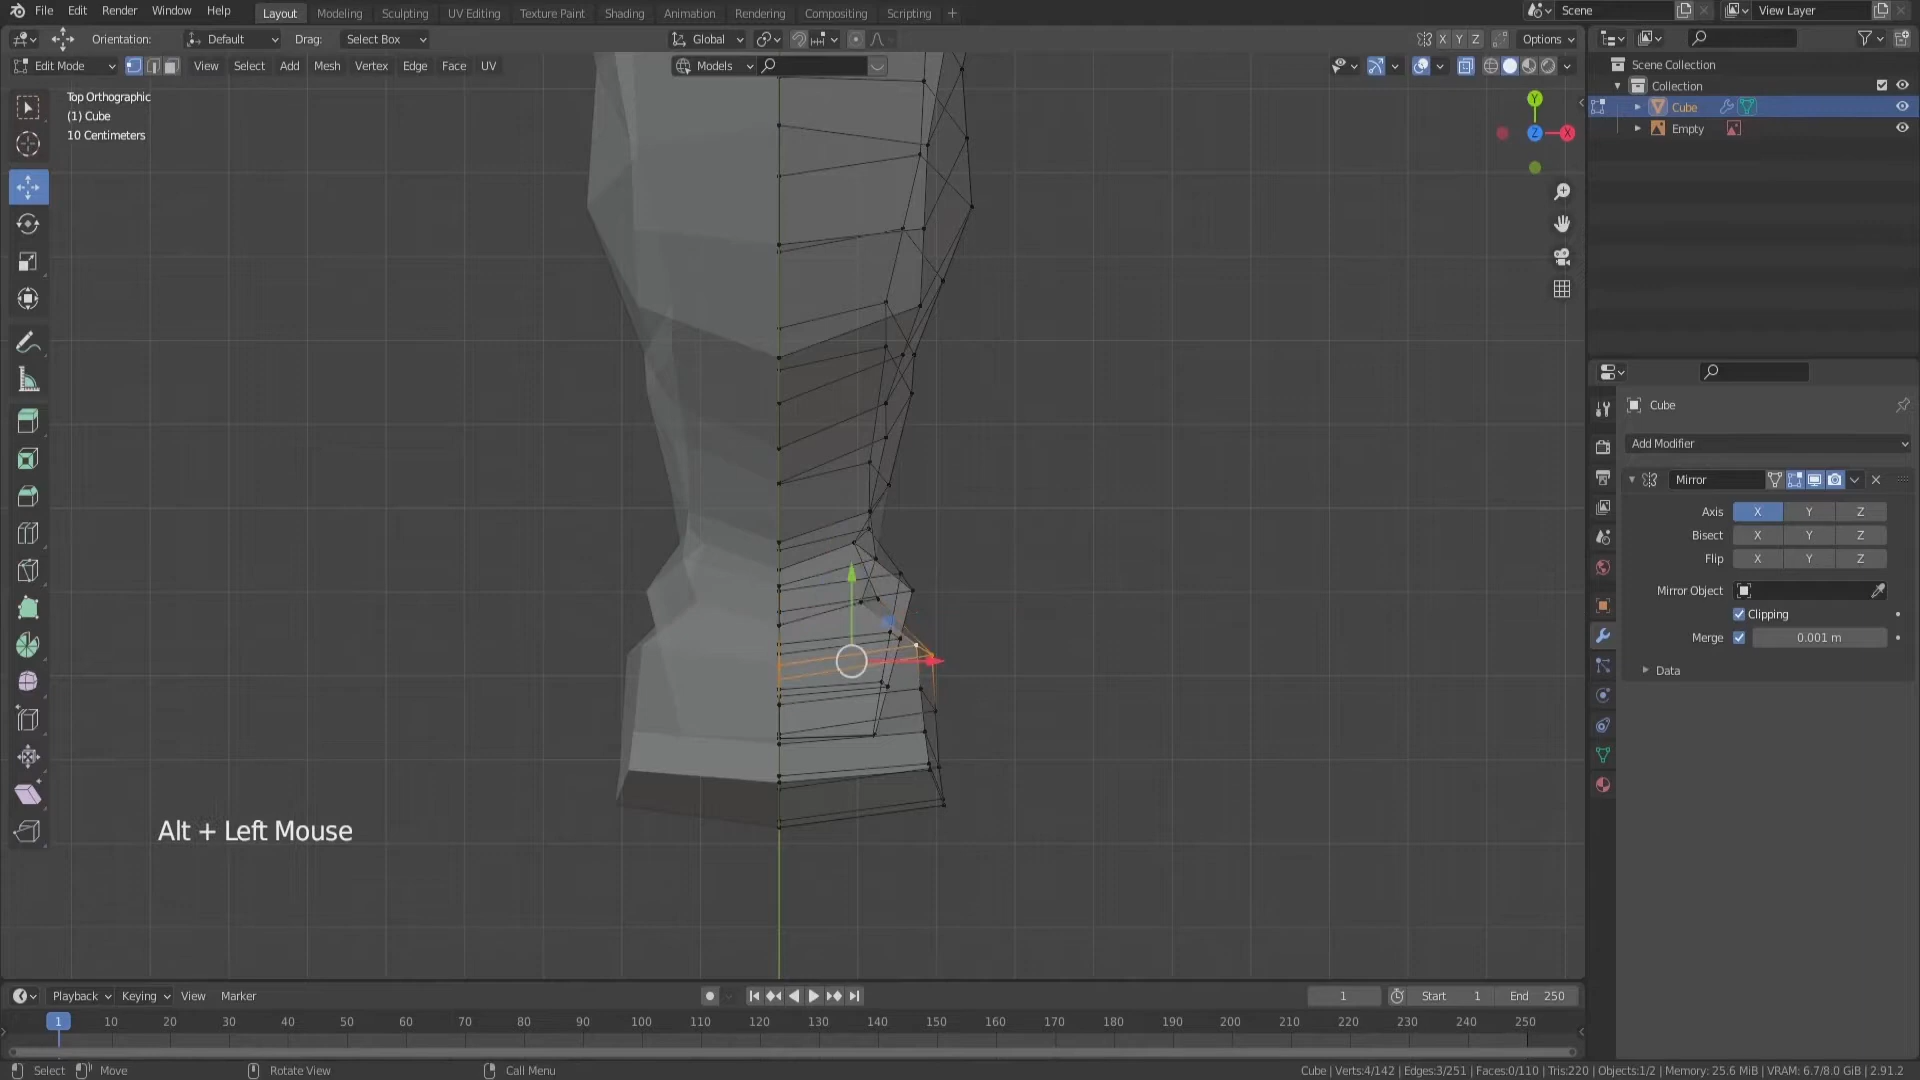 File Edit Render Window Help Layout Modeling Sculpting UV Editing Texture Paint Shading Animation Rendering Compositing Scripting + Scene View Layer
Orientation: Default Drag: Select Box Global X Y Z Options
Edit Mode View Select Add Mesh Vertex Edge Face UV Models
Scene Collection
Collection
Cube
Empty
Top Orthographic
(1) Cube
10 Centimeters
Y
Z X
Cube
Add Modifier
Mirror
Axis X Y Z
Bisect X Y Z
Flip X Y Z
Mirror Object
Clipping
Merge 0.001 m
Data
Alt + Left Mouse
Playback Keying View Marker 1 Start 1 End 250
1 10 20 30 40 50 60 70 80 90 100 110 120 130 140 150 160 170 180 190 200 210 220 230 240 250
Select Move Rotate View Call Menu Cube | Verts:4/142 | Edges:3/251 | Faces:0/110 | Tris:220 | Objects:1/2 | Memory: 25.6 MiB | VRAM: 6.7/8.0 GiB | 2.91.2